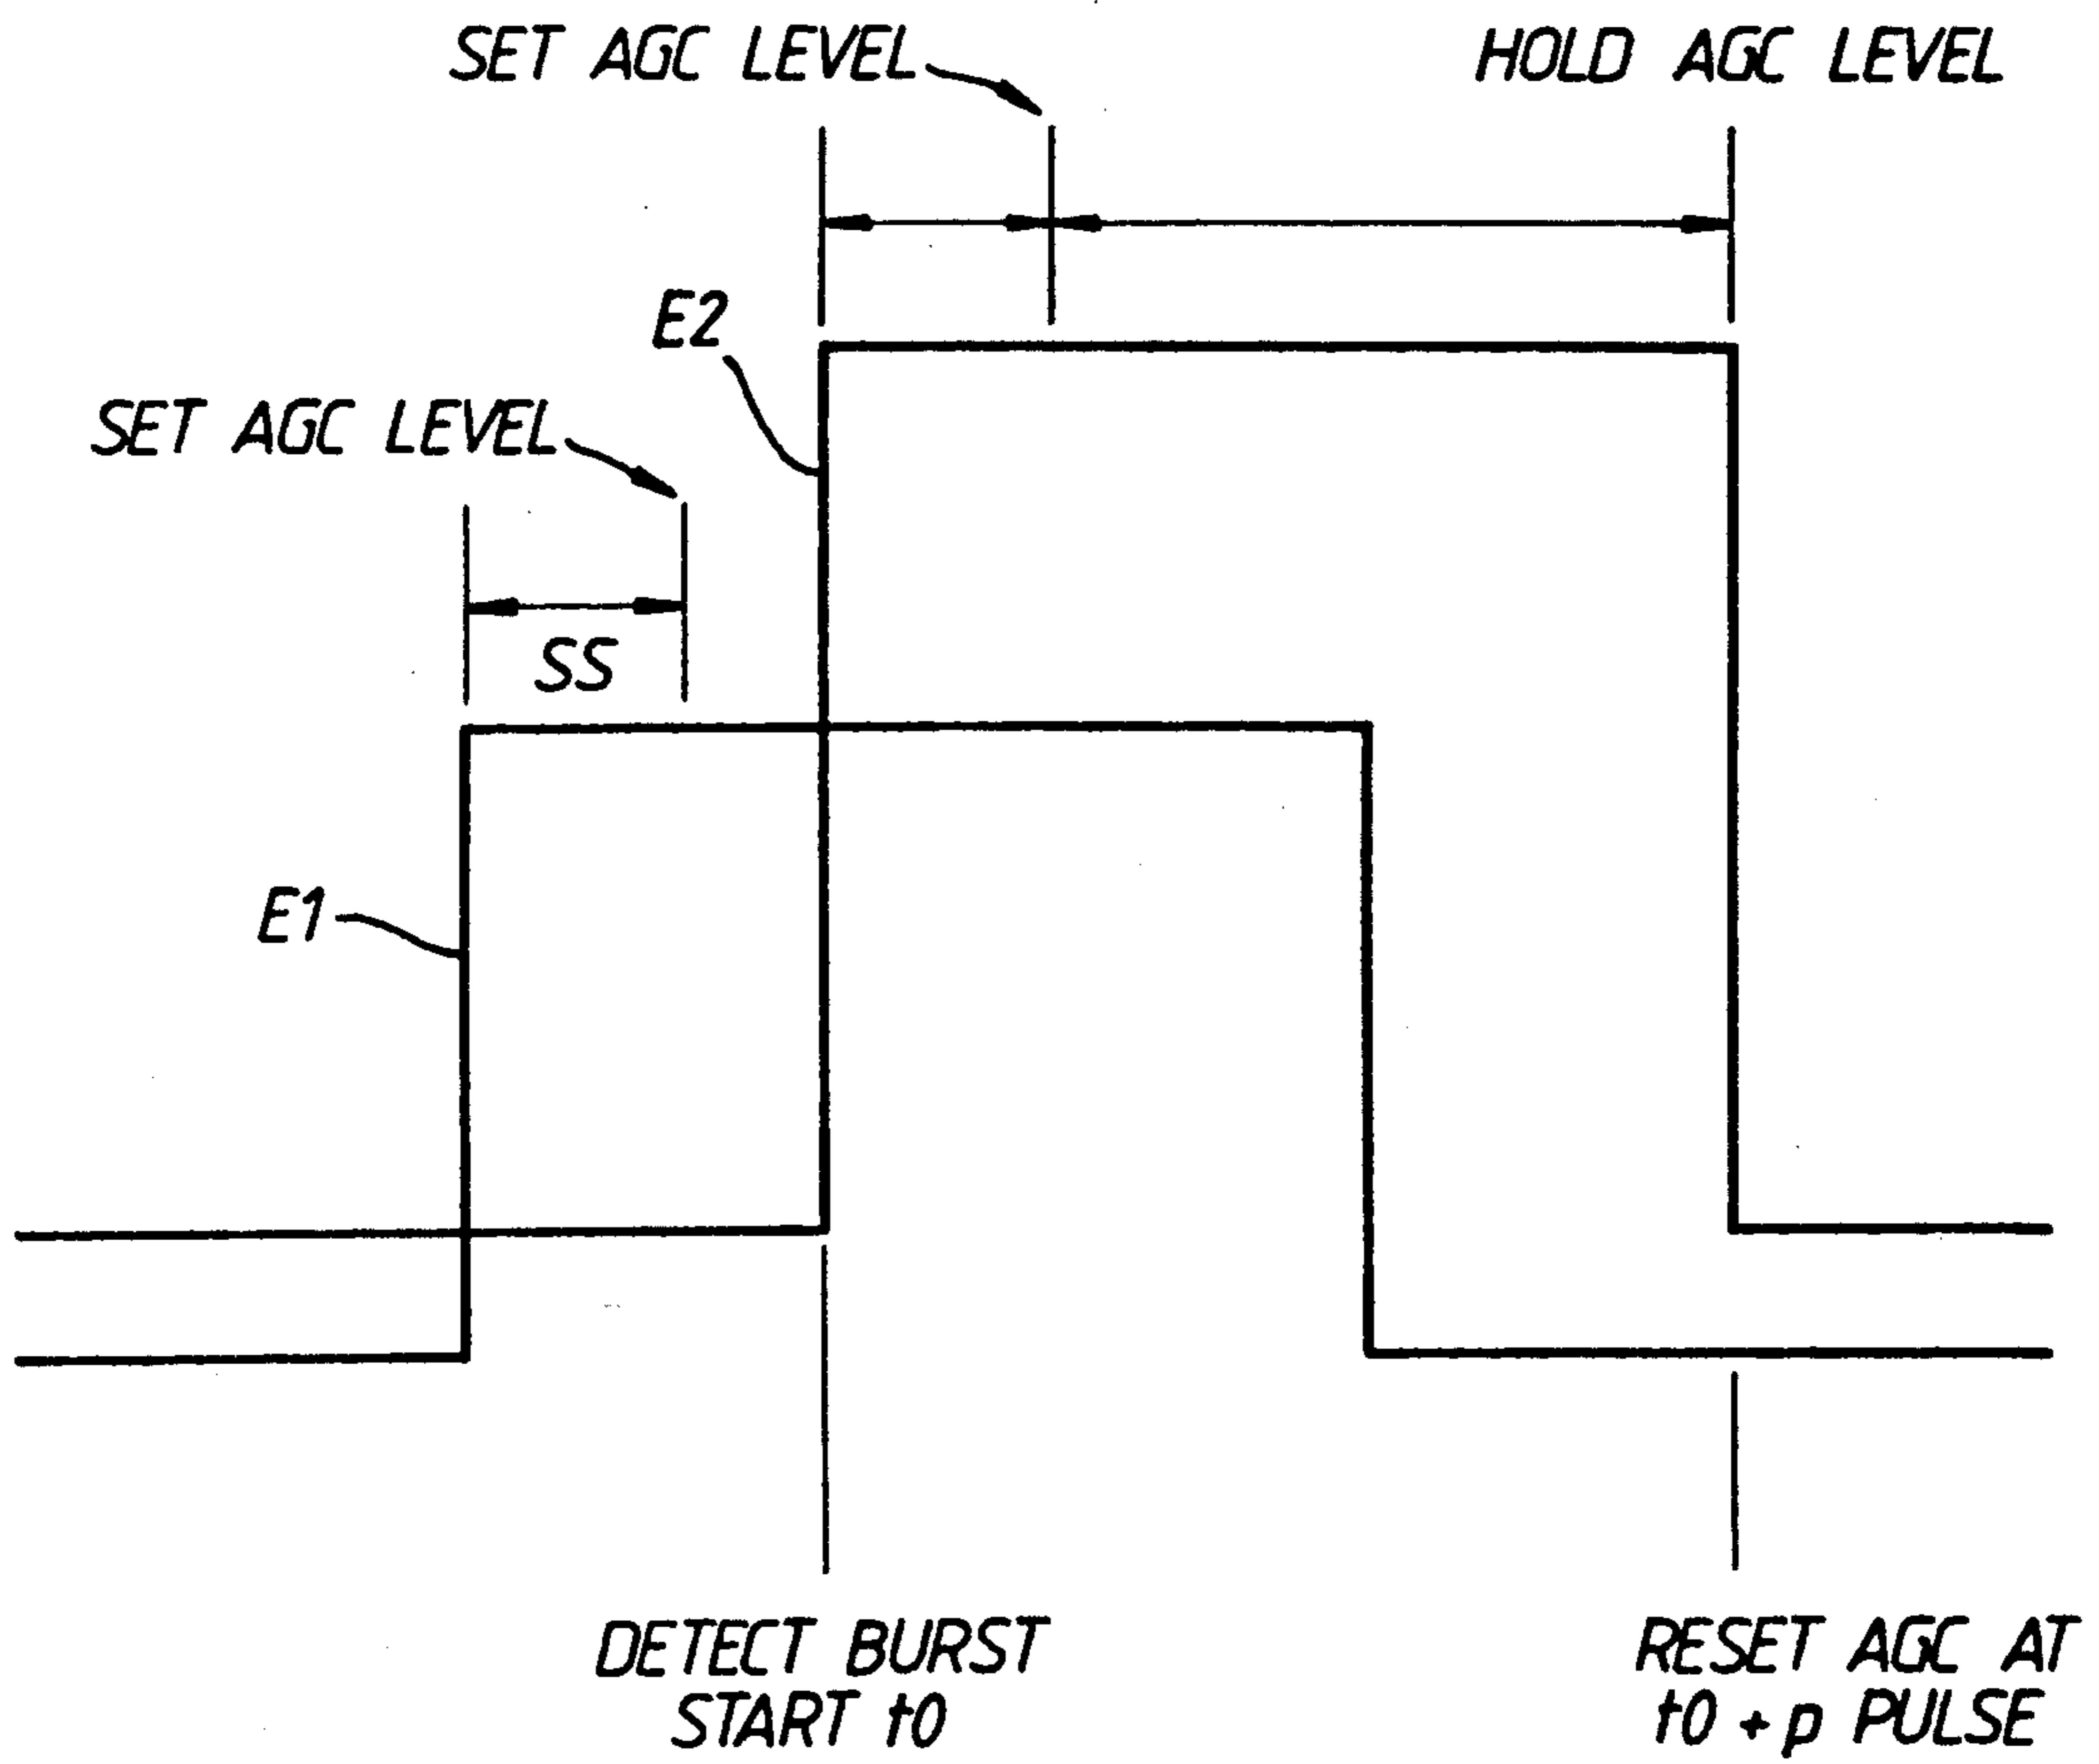 SET AGC LEVEL
HOLD AGC LEVEL
E2
SET AGC LEVEL
SS
E1
DETECT BURST
START t0
RESET AGC AT
t0 + p PULSE